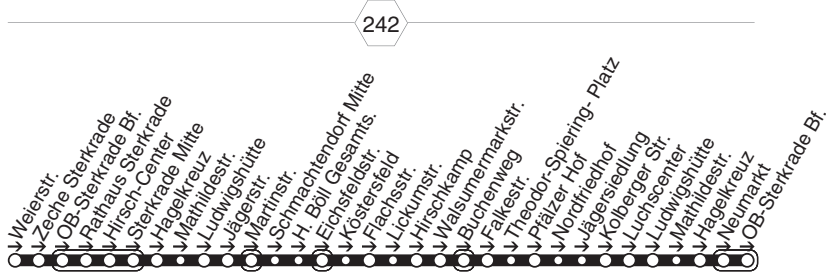 242
Weierstr.
Zeche Sterkrade
OB-Sterkrade Bf.
Rathaus Sterkrade
Hirsch-Center
Sterkrade Mitte
Hagelkreuz
Mathildestr.
Ludwigshütte
Jägerstr.
Martinstr.
Schmachtendorf Mitte
H. Böll Gesamts.
Eichsfeldstr.
Köstersfeld
Flachsstr.
Lickumstr.
Hirschkamp
Walsumermarkstr.
Buchenweg
Falkestr.
Theodor-Spiering- Platz
Pfälzer Hof
Nordfriedhof
Jägersiedlung
Kolberger Str.
Luchscenter
Ludwigshütte
Mathildestr.
Hagelkreuz
Neumarkt
OB-Sterkrade Bf.